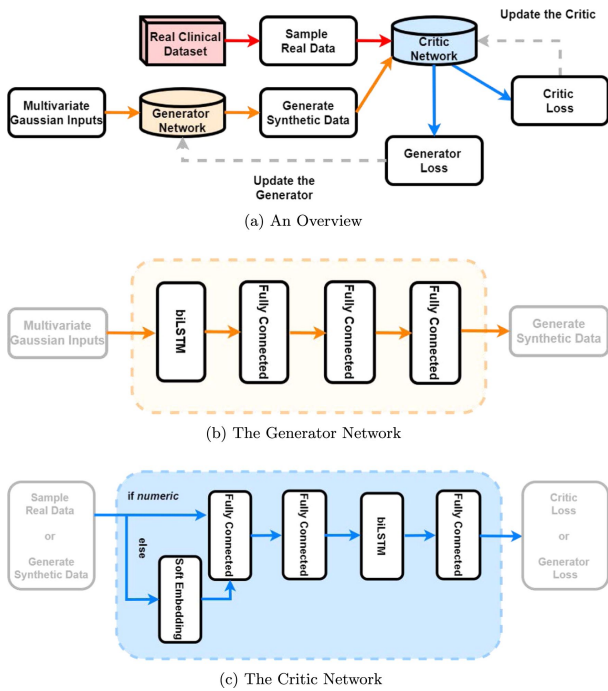 Update the Critic
Real Clinical
Dataset
Sample
Real Data
Critic
Network
Multivariate
Gaussian Inputs
Generator
Network
Generate
Synthetic Data
Critic
Loss
Generator
Loss
Update the
Generator
(a) An Overview
Multivariate
Gaussian Inputs
biLSTM
Fully Connected
Fully Connected
Fully Connected
Generate
Synthetic Data
(b) The Generator Network
Sample
Real Data
or
Generate
Synthetic Data
if numeric
else
Soft Embedding
Fully Connected
Fully Connected
biLSTM
Fully Connected
Critic
Loss
or
Generator
Loss
(c) The Critic Network